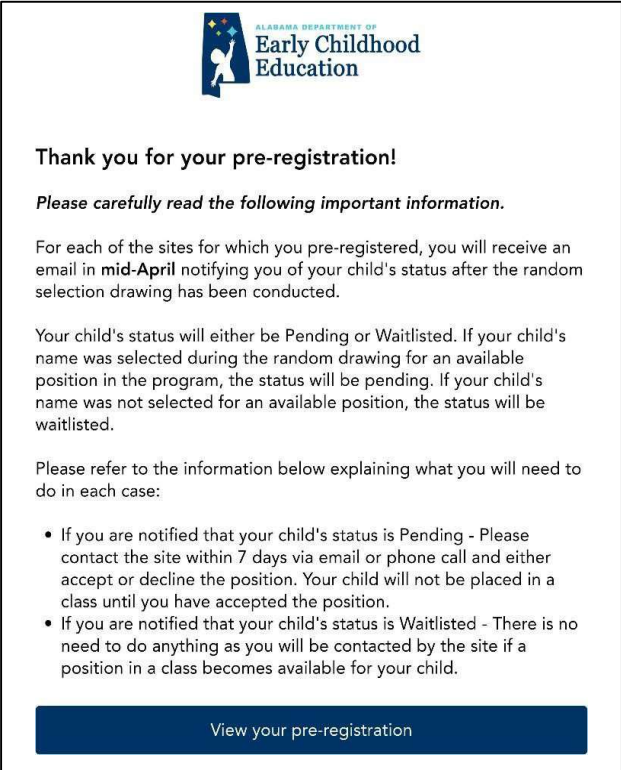 ALABAMA DEPARTMENT OF
Early Childhood
Education
Thank you for your pre-registration!
Please carefully read the following important information.
For each of the sites for which you pre-registered, you will receive an
email in mid-April notifying you of your child's status after the random
selection drawing has been conducted.
Your child's status will either be Pending or Waitlisted. If your child's
name was selected during the random drawing for an available
position in the program, the status will be pending. If your child's
name was not selected for an available position, the status will be
waitlisted.
Please refer to the information below explaining what you will need to
do in each case:
• If you are notified that your child's status is Pending - Please
contact the site within 7 days via email or phone call and either
accept or decline the position. Your child will not be placed in a
class until you have accepted the position.
• If you are notified that your child's status is Waitlisted - There is no
need to do anything as you will be contacted by the site if a
position in a class becomes available for your child.
View your pre-registration